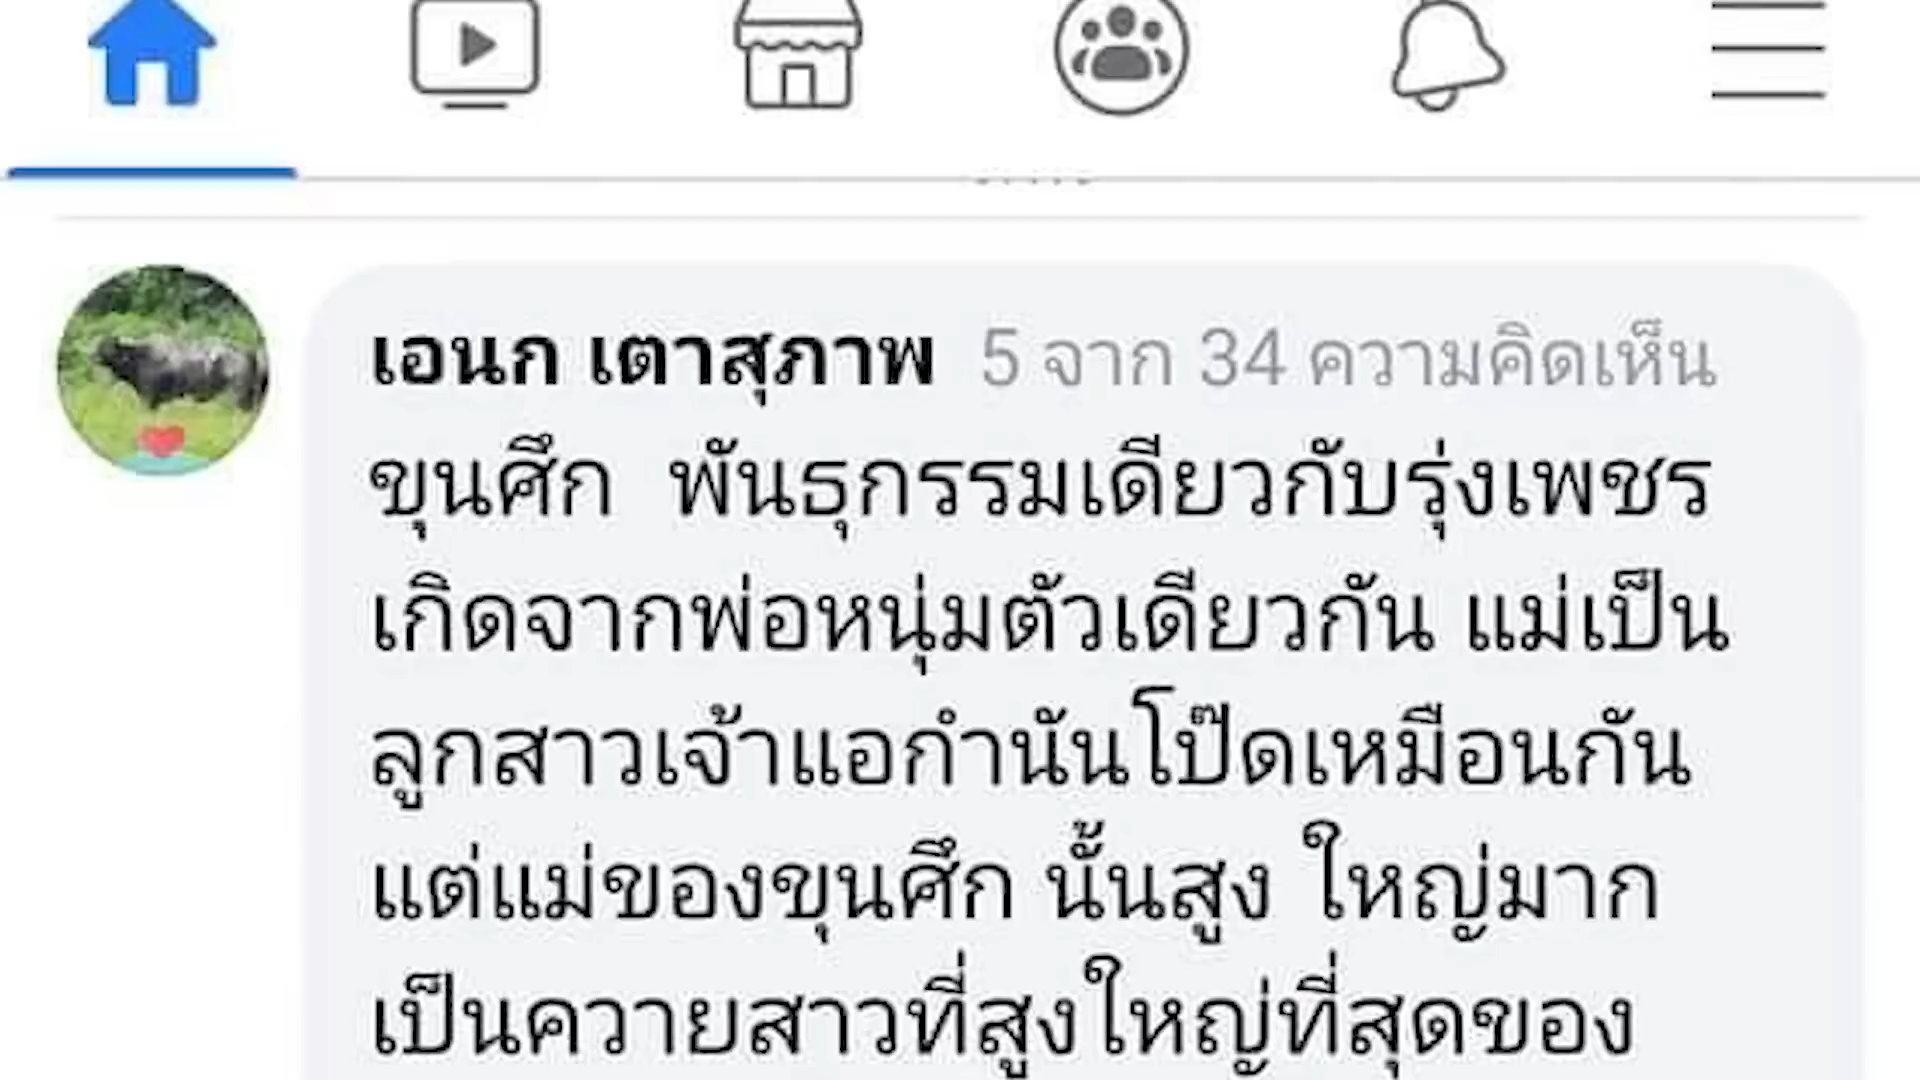 เอนก เตาสุภาพ 5 จาก 34 ความคิดเห็น
ขุนศึก พันธุกรรมเดียวกับรุ่งเพชร
เกิดจากพ่อหนุ่มตัวเดียวกัน แม่เป็น
ลูกสาวเจ้าแอกำนันโป๊ดเหมือนกัน
แต่แม่ของขุนศึก นั้นสูง ใหญ่มาก
เป็นควายสาวที่สูงใหญ่ที่สุดของ